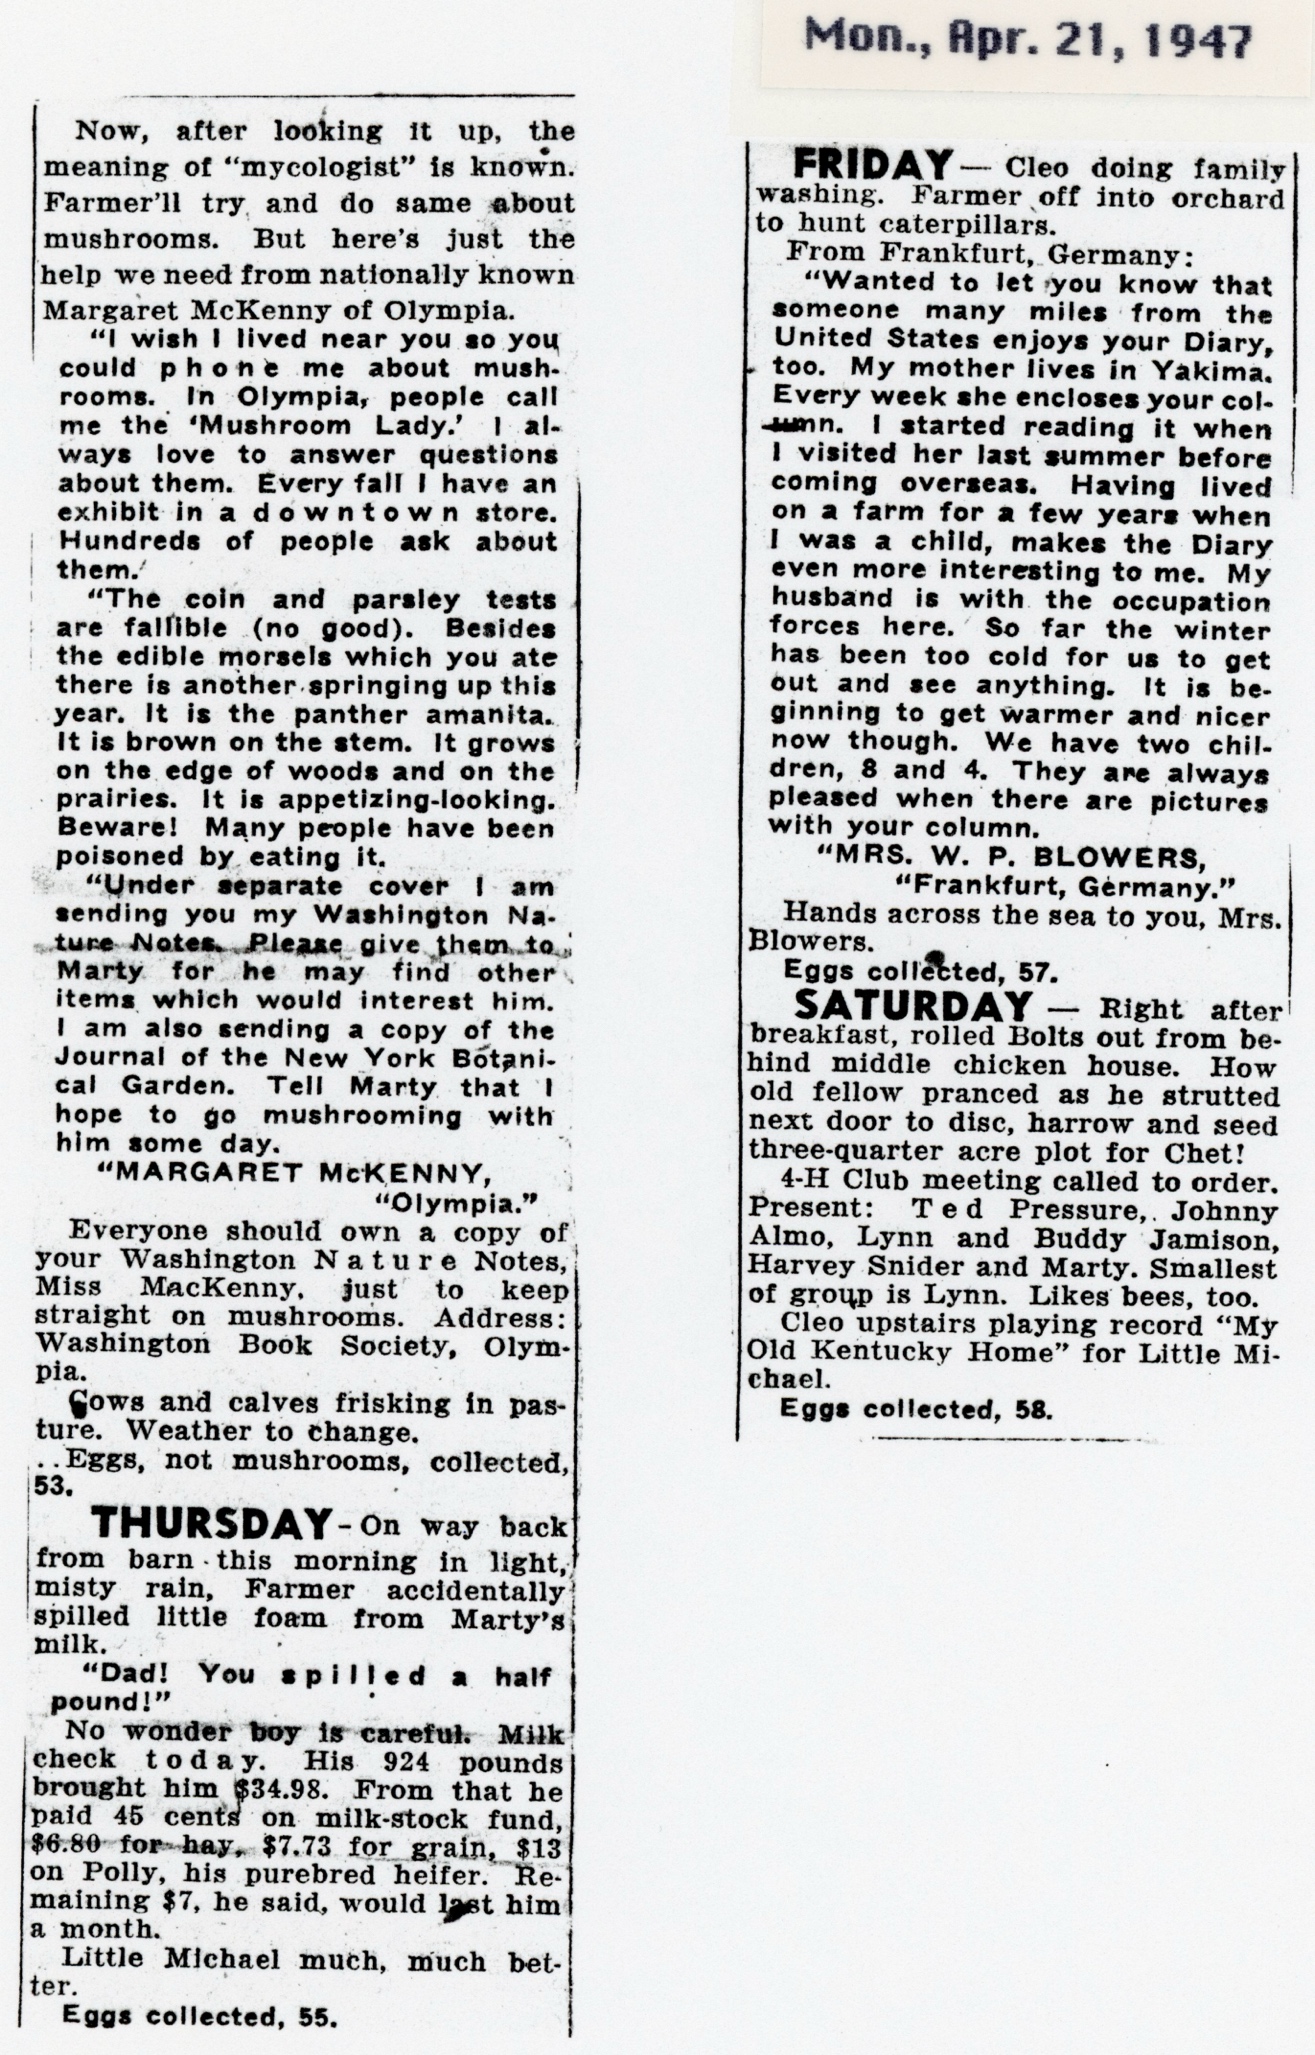 Mon., Apr. 21, 1947
Now, after looking it up, the
meaning of “mycologist” is known.
Farmer’ll try and do same about
mushrooms. But here’s just the
help we need from nationally known
Margaret McKenny of Olympia.
“I wish I lived near you so you
could phone me about mush-
rooms. In Olympia, people call
me the ‘Mushroom Lady.’ I al-
ways love to answer questions
about them. Every fall I have an
exhibit in a downtown store.
Hundreds of people ask about
them.
“The coin and parsley tests
are fallible (no good). Besides
the edible morsels which you ate
there is another springing up this
year. It is the panther amanita.
It is brown on the stem. It grows
on the edge of woods and on the
prairies. It is appetizing-looking.
Beware! Many people have been
poisoned by eating it.
“Under separate cover I am
sending you my Washington Na-
ture Notes. Please give them to
Marty for he may find other
items which would interest him.
I am also sending a copy of the
Journal of the New York Botani-
cal Garden. Tell Marty that I
hope to go mushrooming with
him some day.
“MARGARET McKENNY,
“Olympia.”
Everyone should own a copy of
your Washington Nature Notes,
Miss MacKenny, just to keep
straight on mushrooms. Address:
Washington Book Society, Olym-
pia.
Cows and calves frisking in pas-
ture. Weather to change.
..Eggs, not mushrooms, collected,
53.
THURSDAY-On way back
from barn this morning in light,
misty rain, Farmer accidentally
spilled little foam from Marty’s
milk.
“Dad! You spilled a half
pound!”
No wonder boy is careful. Milk
check today. His 924 pounds
brought him $34.98. From that he
paid 45 cents on milk-stock fund,
$6.80 for hay, $7.73 for grain, $13
on Polly, his purebred heifer. Re-
maining $7, he said, would last him
a month.
Little Michael much, much bet-
ter.
Eggs collected, 55.
FRIDAY— Cleo doing family
washing. Farmer off into orchard
to hunt caterpillars.
From Frankfurt, Germany:
“Wanted to let you know that
someone many miles from the
United States enjoys your Diary,
too. My mother lives in Yakima.
Every week she encloses your col-
umn. I started reading it when
I visited her last summer before
coming overseas. Having lived
on a farm for a few years when
I was a child, makes the Diary
even more interesting to me. My
husband is with the occupation
forces here. So far the winter
has been too cold for us to get
out and see anything. It is be-
ginning to get warmer and nicer
now though. We have two chil-
dren, 8 and 4. They are always
pleased when there are pictures
with your column.
“MRS. W. P. BLOWERS,
“Frankfurt, Germany.”
Hands across the sea to you, Mrs.
Blowers.
Eggs collected, 57.
SATURDAY — Right after
breakfast, rolled Bolts out from be-
hind middle chicken house. How
old fellow pranced as he strutted
next door to disc, harrow and seed
three-quarter acre plot for Chet!
4-H Club meeting called to order.
Present: Ted Pressure, Johnny
Almo, Lynn and Buddy Jamison,
Harvey Snider and Marty. Smallest
of group is Lynn. Likes bees, too.
Cleo upstairs playing record “My
Old Kentucky Home” for Little Mi-
chael.
Eggs collected, 58.